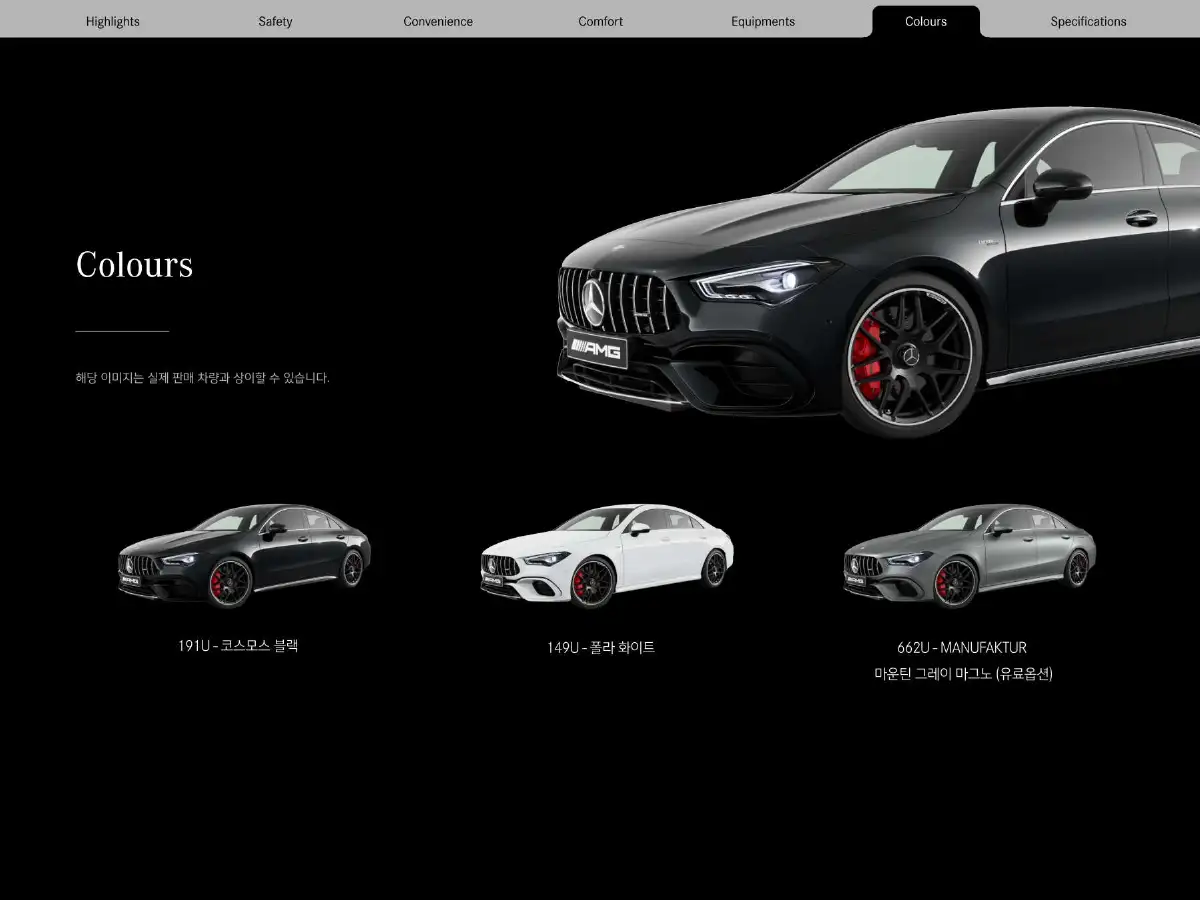 Highlights
Safety
Convenience
Comfort
Equipments
Colours
Specifications
Colours
해당 이미지는 실제 판매 차량과 상이할 수 있습니다.
AMG
191U - 코스모스 블랙
149U - 폴라 화이트
662U - MANUFAKTUR
마운틴 그레이 마그노 (유료옵션)